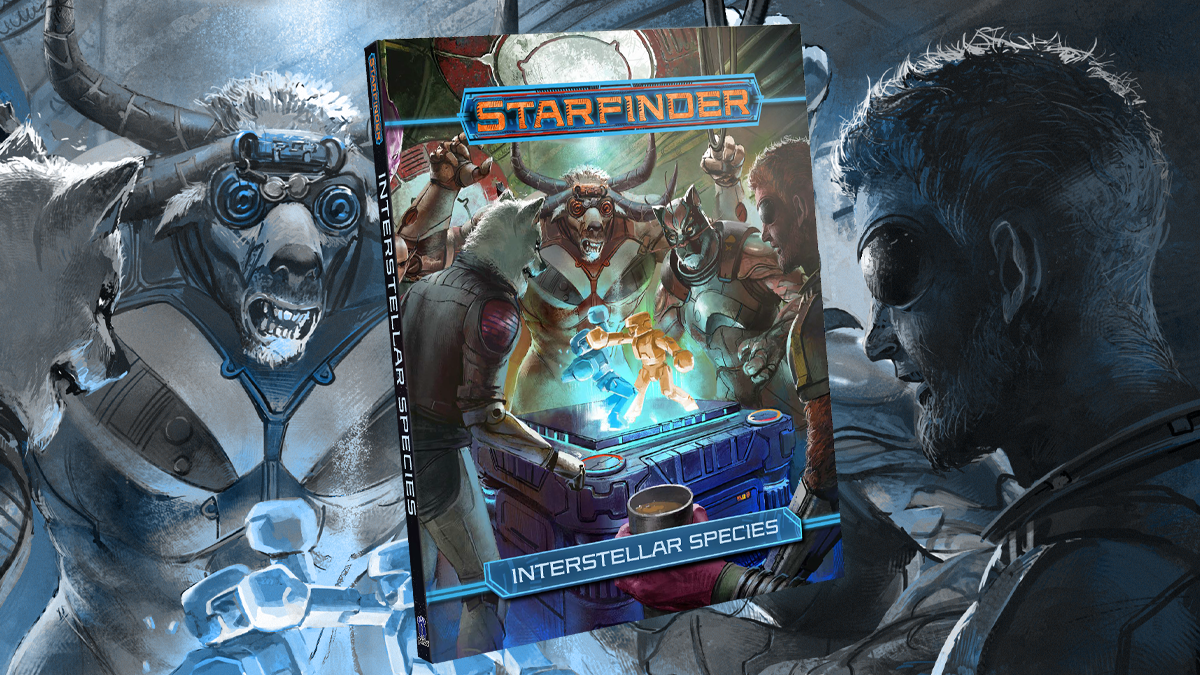 STARFINDER
INTERSTELLAR SPECIES
STARFINDER
INTERSTELLAR SPECIES